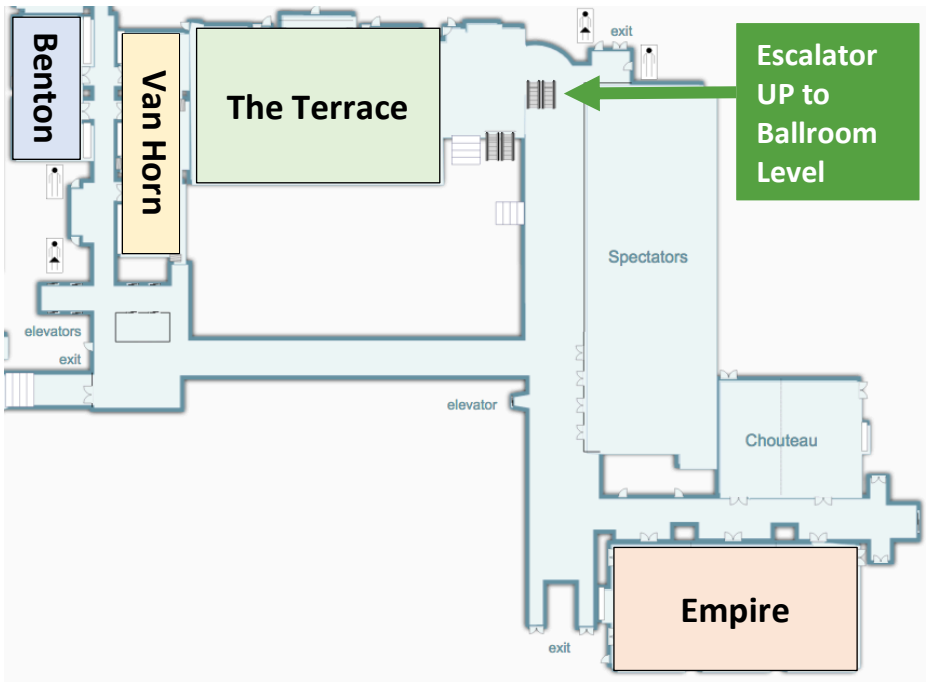 Benton
Van Horn
The Terrace
exit
Escalator
UP to
Ballroom
Level
Spectators
elevators
exit
elevator
Chouteau
Empire
exit